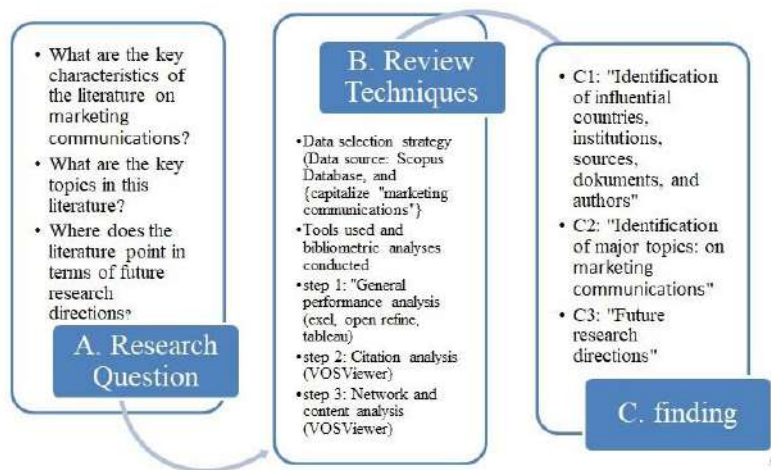 • What are the key
characteristics of
the literature on
marketing
communications?
• What are the key
topics in this
literature?
• Where does the
literature point in
terms of future
research
directions?
A. Research
Question
B. Review
Techniques
•Data selection strategy
(Data source: Scopus
Database, and
{capitalize "marketing
communications"}
•Tools used and
bibliometric analyses
conducted
•step 1: "General
performance analysis
(exel, open refine,
tableau)
•step 2: Citation analysis
(VOSViewer)
•step 3: Network and
content analysis
(VOSViewer)
• C1: "Identification
of influential
countries,
institutions,
sources,
dokuments, and
authors"
• C2: "Identification
of major topics: on
marketing
communications"
• C3: "Future
research
directions"
C. finding